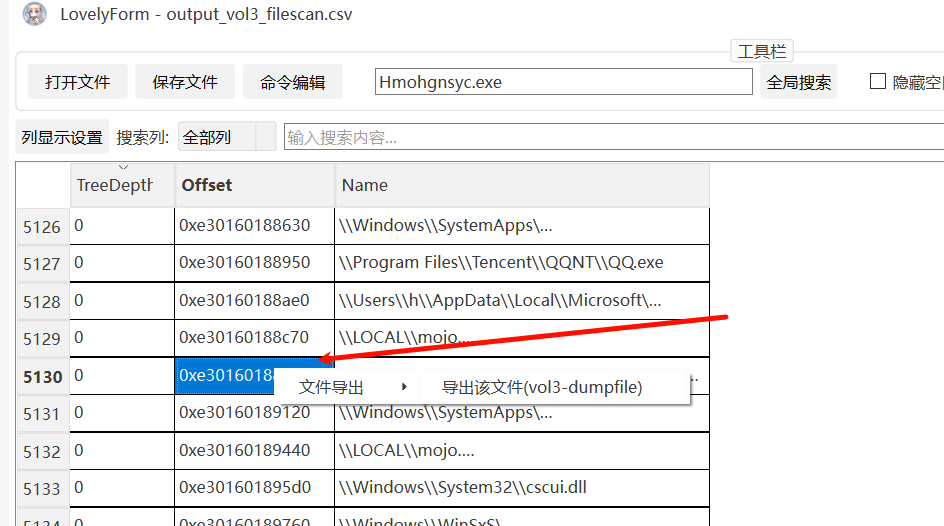 LovelyForm - output_vol3_filescan.csv
工具栏
打开文件 保存文件 命令编辑 Hmohgnsyc.exe 全局搜索 隐藏空
列显示设置 搜索列: 全部列 输入搜索内容...
TreeDepth Offset Name
5126 0 0xe30160188630 \\Windows\\SystemApps\...
5127 0 0xe30160188950 \\Program Files\\Tencent\\QQNT\\QQ.exe
5128 0 0xe30160188ae0 \\Users\\h\\AppData\\Local\\Microsoft\...
5129 0 0xe30160188c70 \\LOCAL\\mojo...
5130 0 0xe3016018 ...
文件导出 导出该文件(vol3-dumpfile)
5131 0 0xe30160189120 \\Windows\\SystemApps\...
5132 0 0xe30160189440 \\LOCAL\\mojo....
5133 0 0xe301601895d0 \\Windows\\System32\\cscui.dll
5134 0 0xe30160189760 \\Windows\\WinSxS\